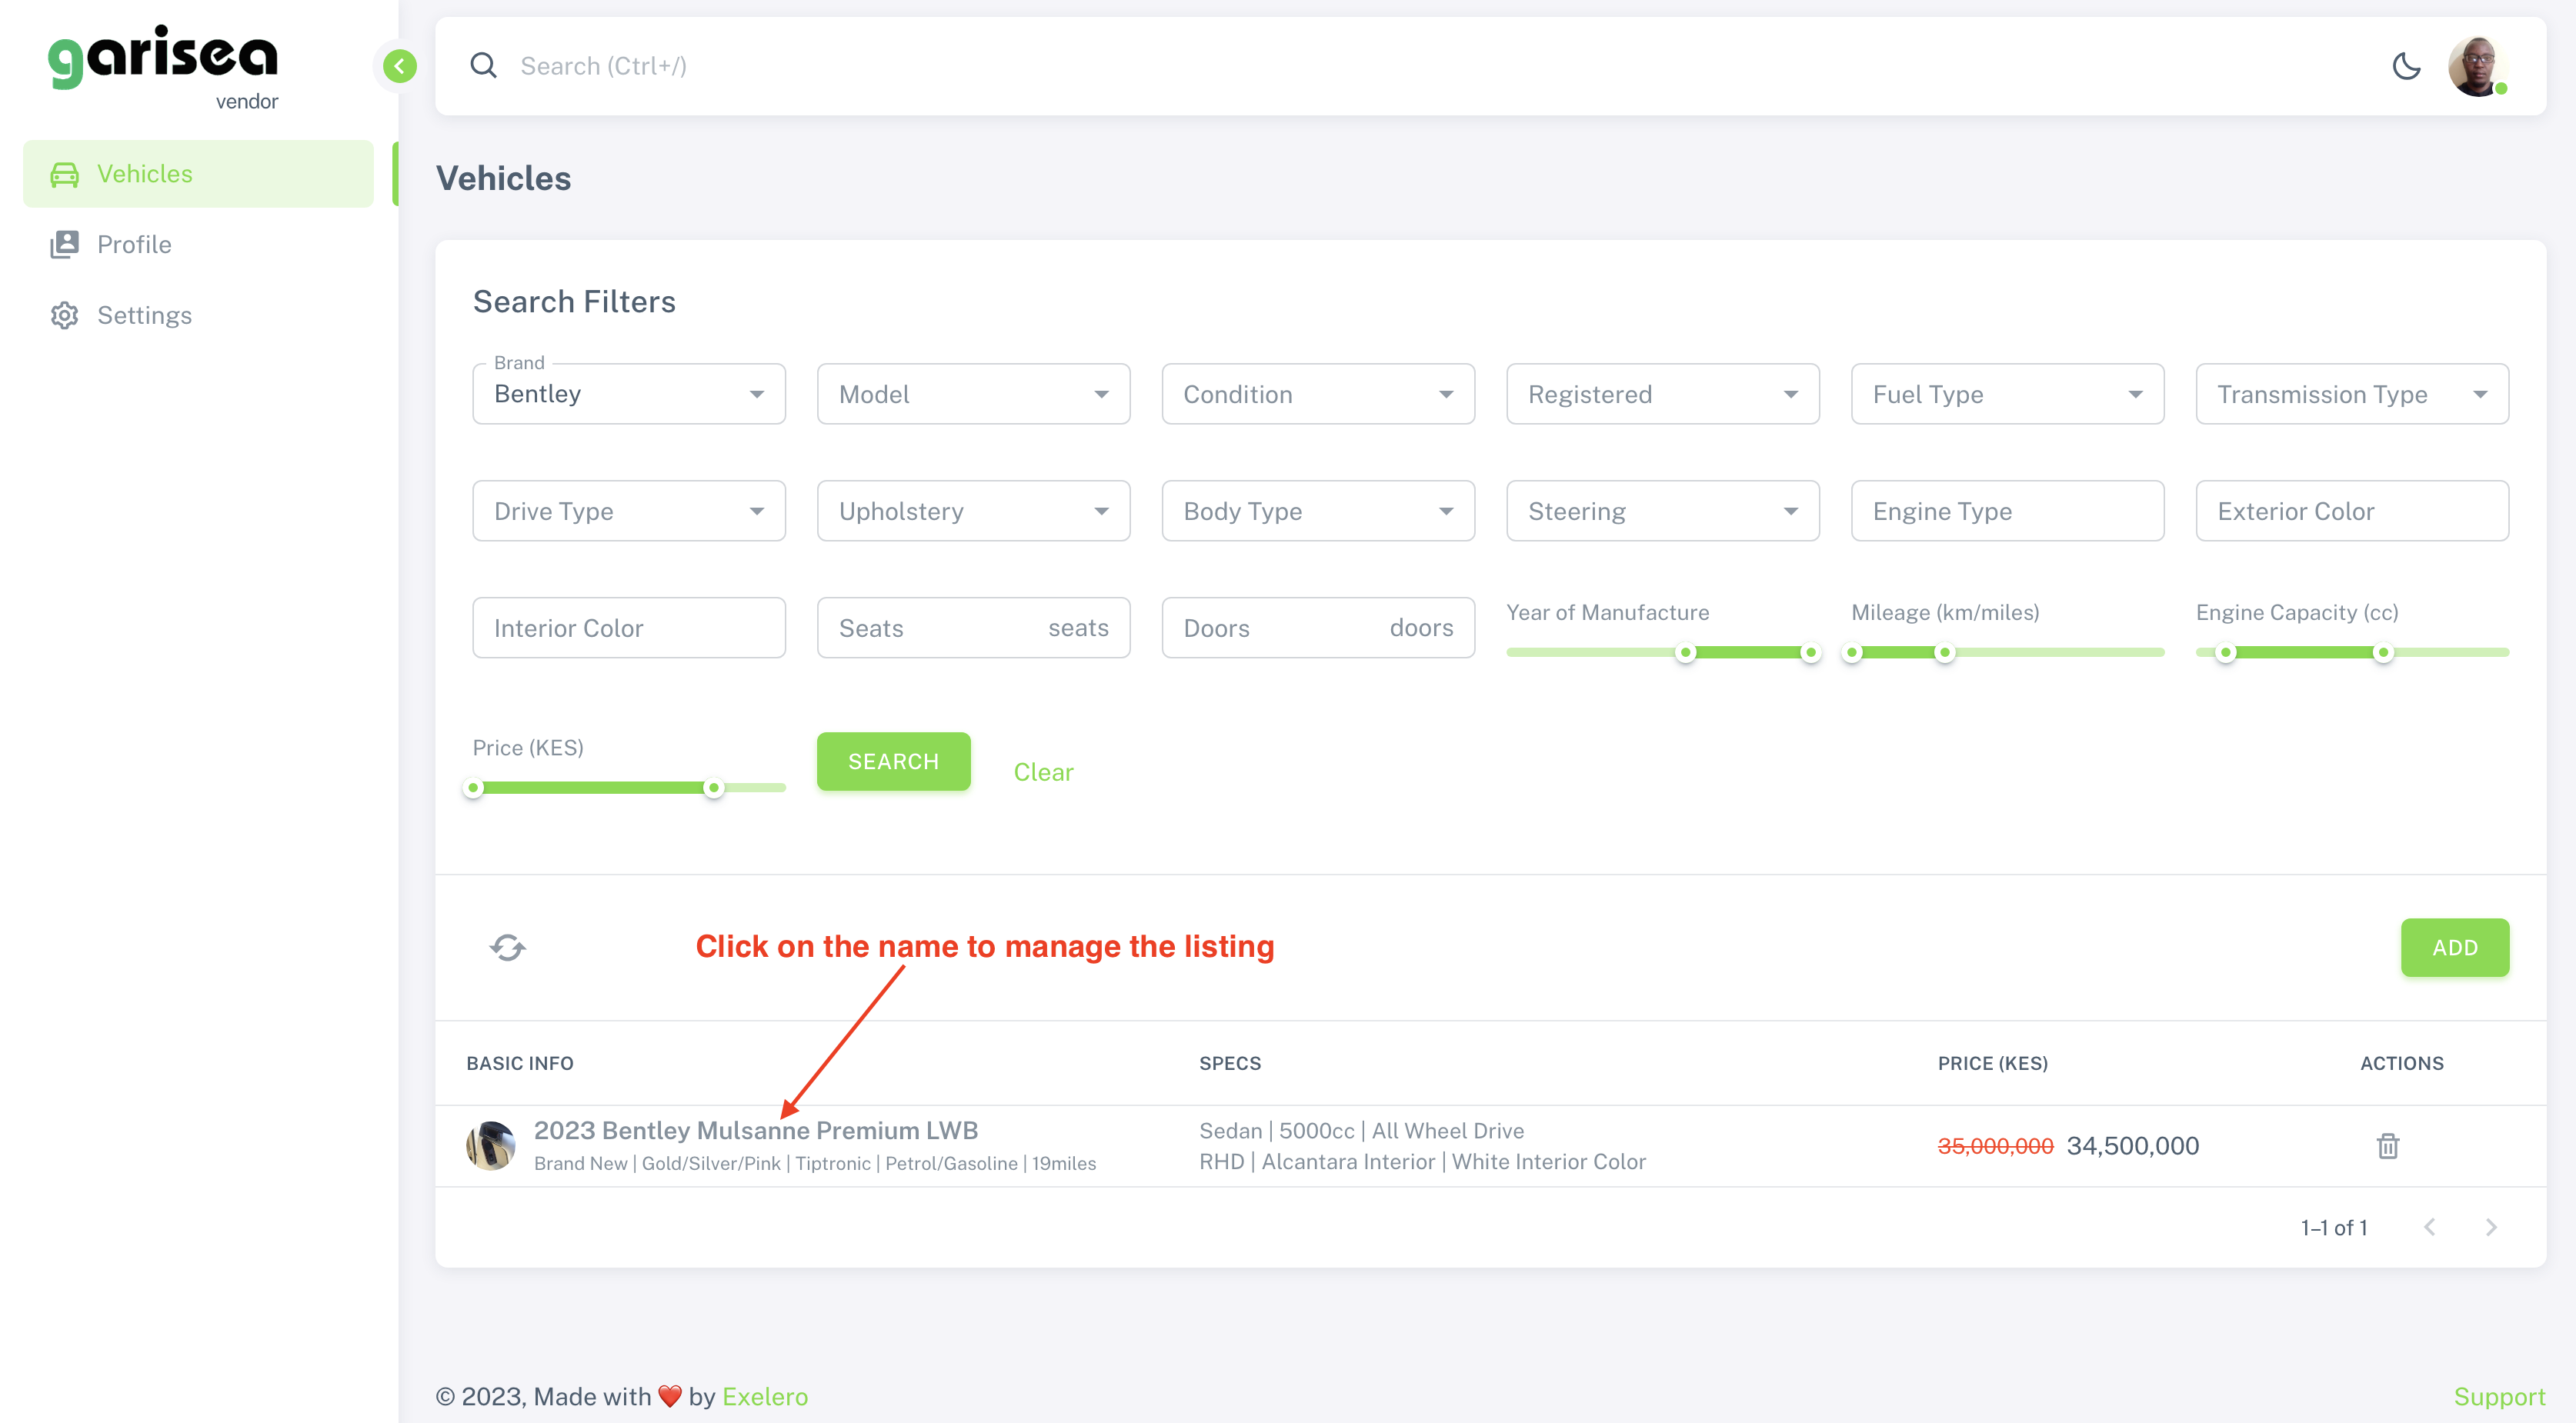 garisea
vendor
Search (Ctrl+/)
Vehicles
Profile
Settings
Vehicles
Search Filters
Brand
Bentley
Model
Condition
Registered
Fuel Type
Transmission Type
Drive Type
Upholstery
Body Type
Steering
Engine Type
Exterior Color
Interior Color
Seats seats
Doors doors
Year of Manufacture
Mileage (km/miles)
Engine Capacity (cc)
Price (KES)
SEARCH
Clear
Click on the name to manage the listing
ADD
BASIC INFO
SPECS
PRICE (KES)
ACTIONS
2023 Bentley Mulsanne Premium LWB
Brand New | Gold/Silver/Pink | Tiptronic | Petrol/Gasoline | 19miles
Sedan | 5000cc | All Wheel Drive
RHD | Alcantara Interior | White Interior Color
35,000,000 34,500,000
1–1 of 1
© 2023, Made with ❤️ by Exelero
Support